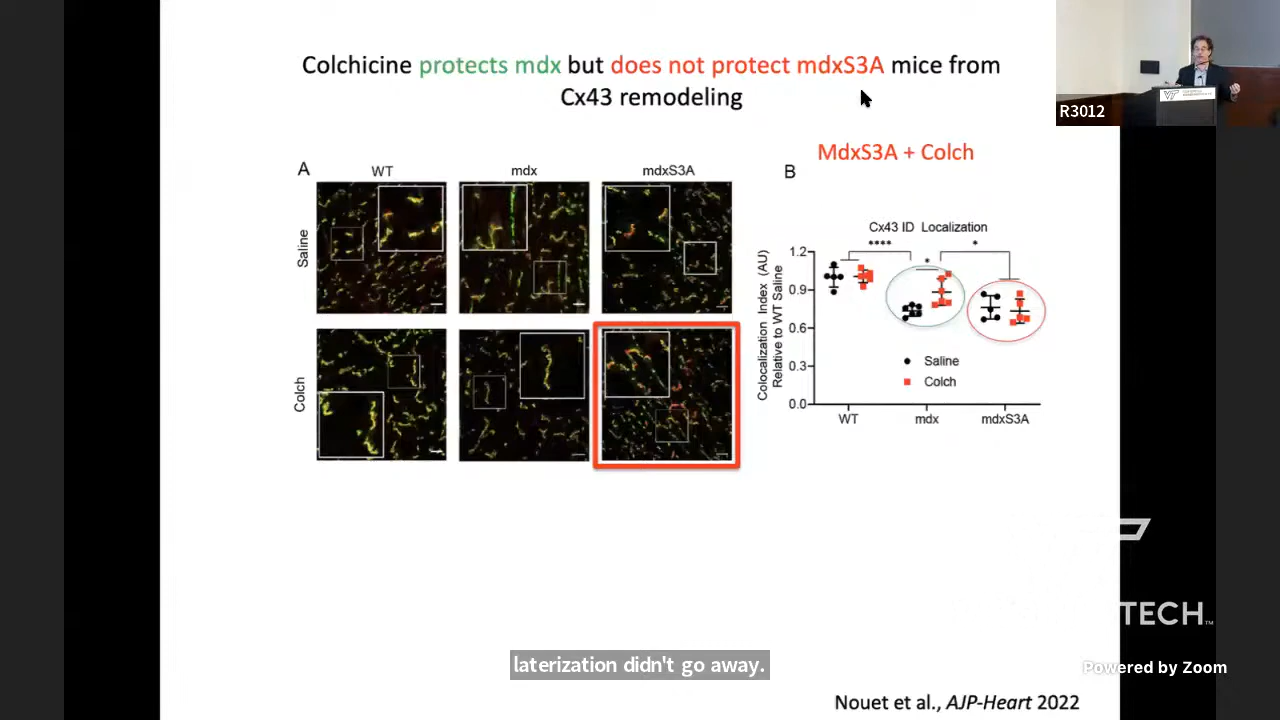 Colchicine protects mdx but does not protect mdxS3A mice from
Cx43 remodeling
R3012
VT
MdxS3A + Colch
A
WT
mdx
mdxS3A
Saline
Colch
B
Cx43 ID Localization
****
*
*
Colocalization Index (AU)
Relative to WT Saline
1.2
0.9
0.6
0.3
0.0
Saline
Colch
WT
mdx
mdxS3A
TECH™
laterization didn't go away.
Powered by Zoom
Nouet et al., AJP-Heart 2022